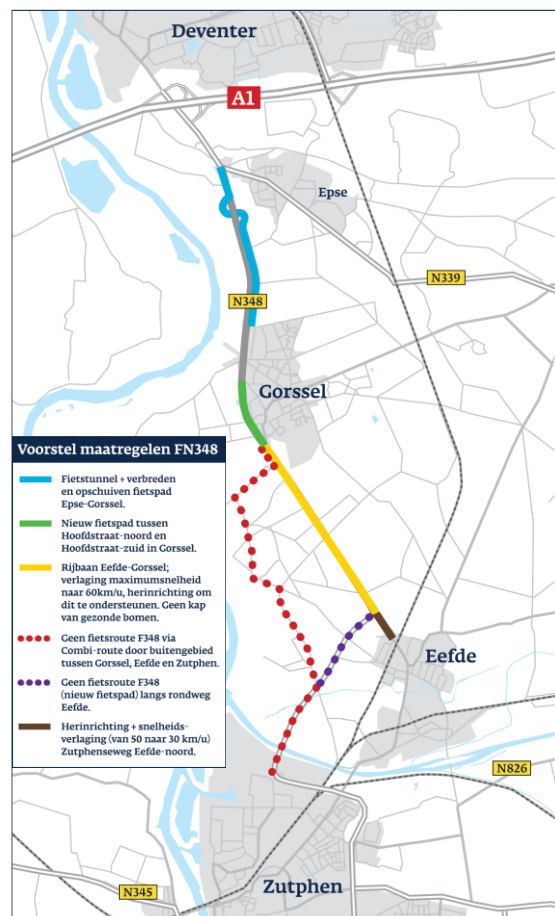 Deventer
A1
Epse
N339
N348
Gorssel
Voorstel maatregelen FN348
Fietstunnel + verbreden
en opschuiven fietspad
Epse-Gorssel.
Nieuw fietspad tussen
Hoofdstraat-noord en
Hoofdstraat-zuid in Gorssel.
Rijbaan Eefde-Gorssel;
verlaging maximumsnelheid
naar 60km/u, herinrichting om
dit te ondersteunen. Geen kap
van gezonde bomen.
Geen fietsroute F348 via
Combi-route door buitengebied
tussen Gorssel, Eefde en Zutphen.
Geen fietsroute F348
(nieuw fietspad) langs rondweg
Eefde.
Herinrichting + snelheids-
verlaging (van 50 naar 30 km/u)
Zutphenseweg Eefde-noord.
Eefde
N826
N345
Zutphen